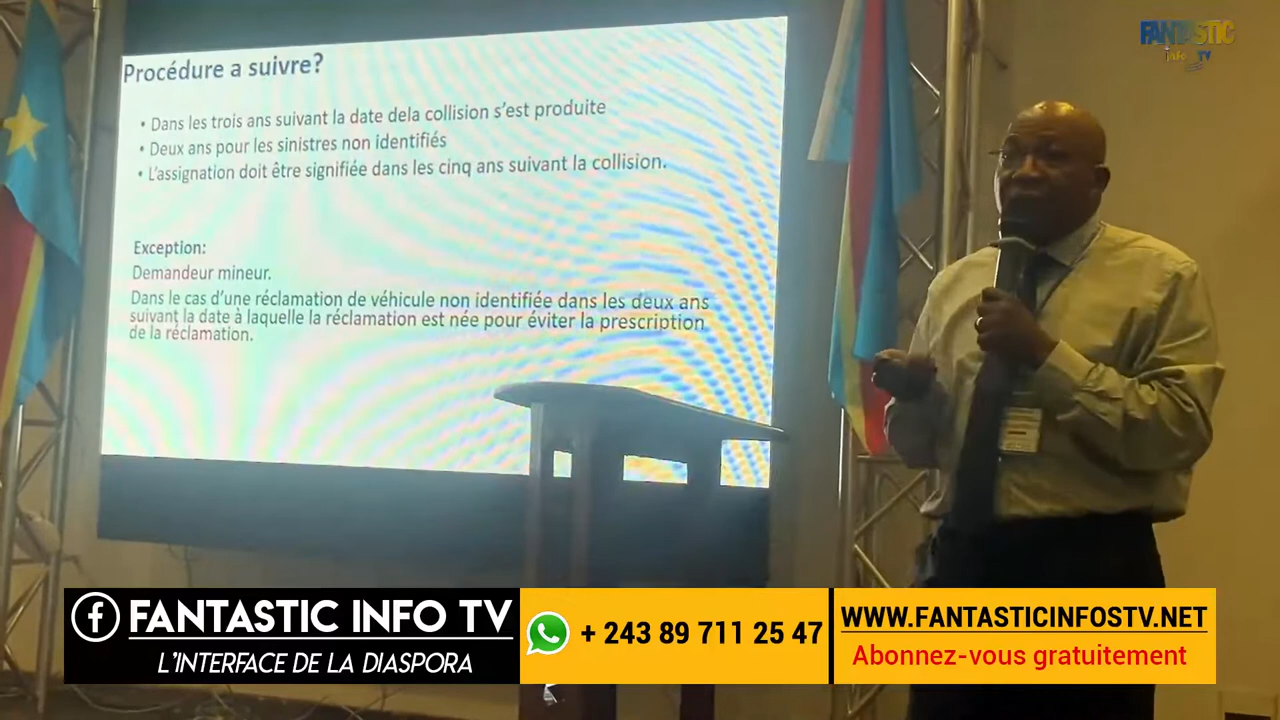 FANTASTIC
Info TV
Procédure a suivre?
• Dans les trois ans suivant la date dela collision s'est produite
• Deux ans pour les sinistres non identifiés
• L'assignation doit être signifiée dans les cinq ans suivant la collision.
Exception:
Demandeur mineur.
Dans le cas d'une réclamation de véhicule non identifiée dans les deux ans
suivant la date à laquelle la réclamation est née pour éviter la prescription
de la réclamation.
FANTASTIC INFO TV
L'INTERFACE DE LA DIASPORA
+ 243 89 711 25 47
WWW.FANTASTICINFOSTV.NET
Abonnez-vous gratuitement